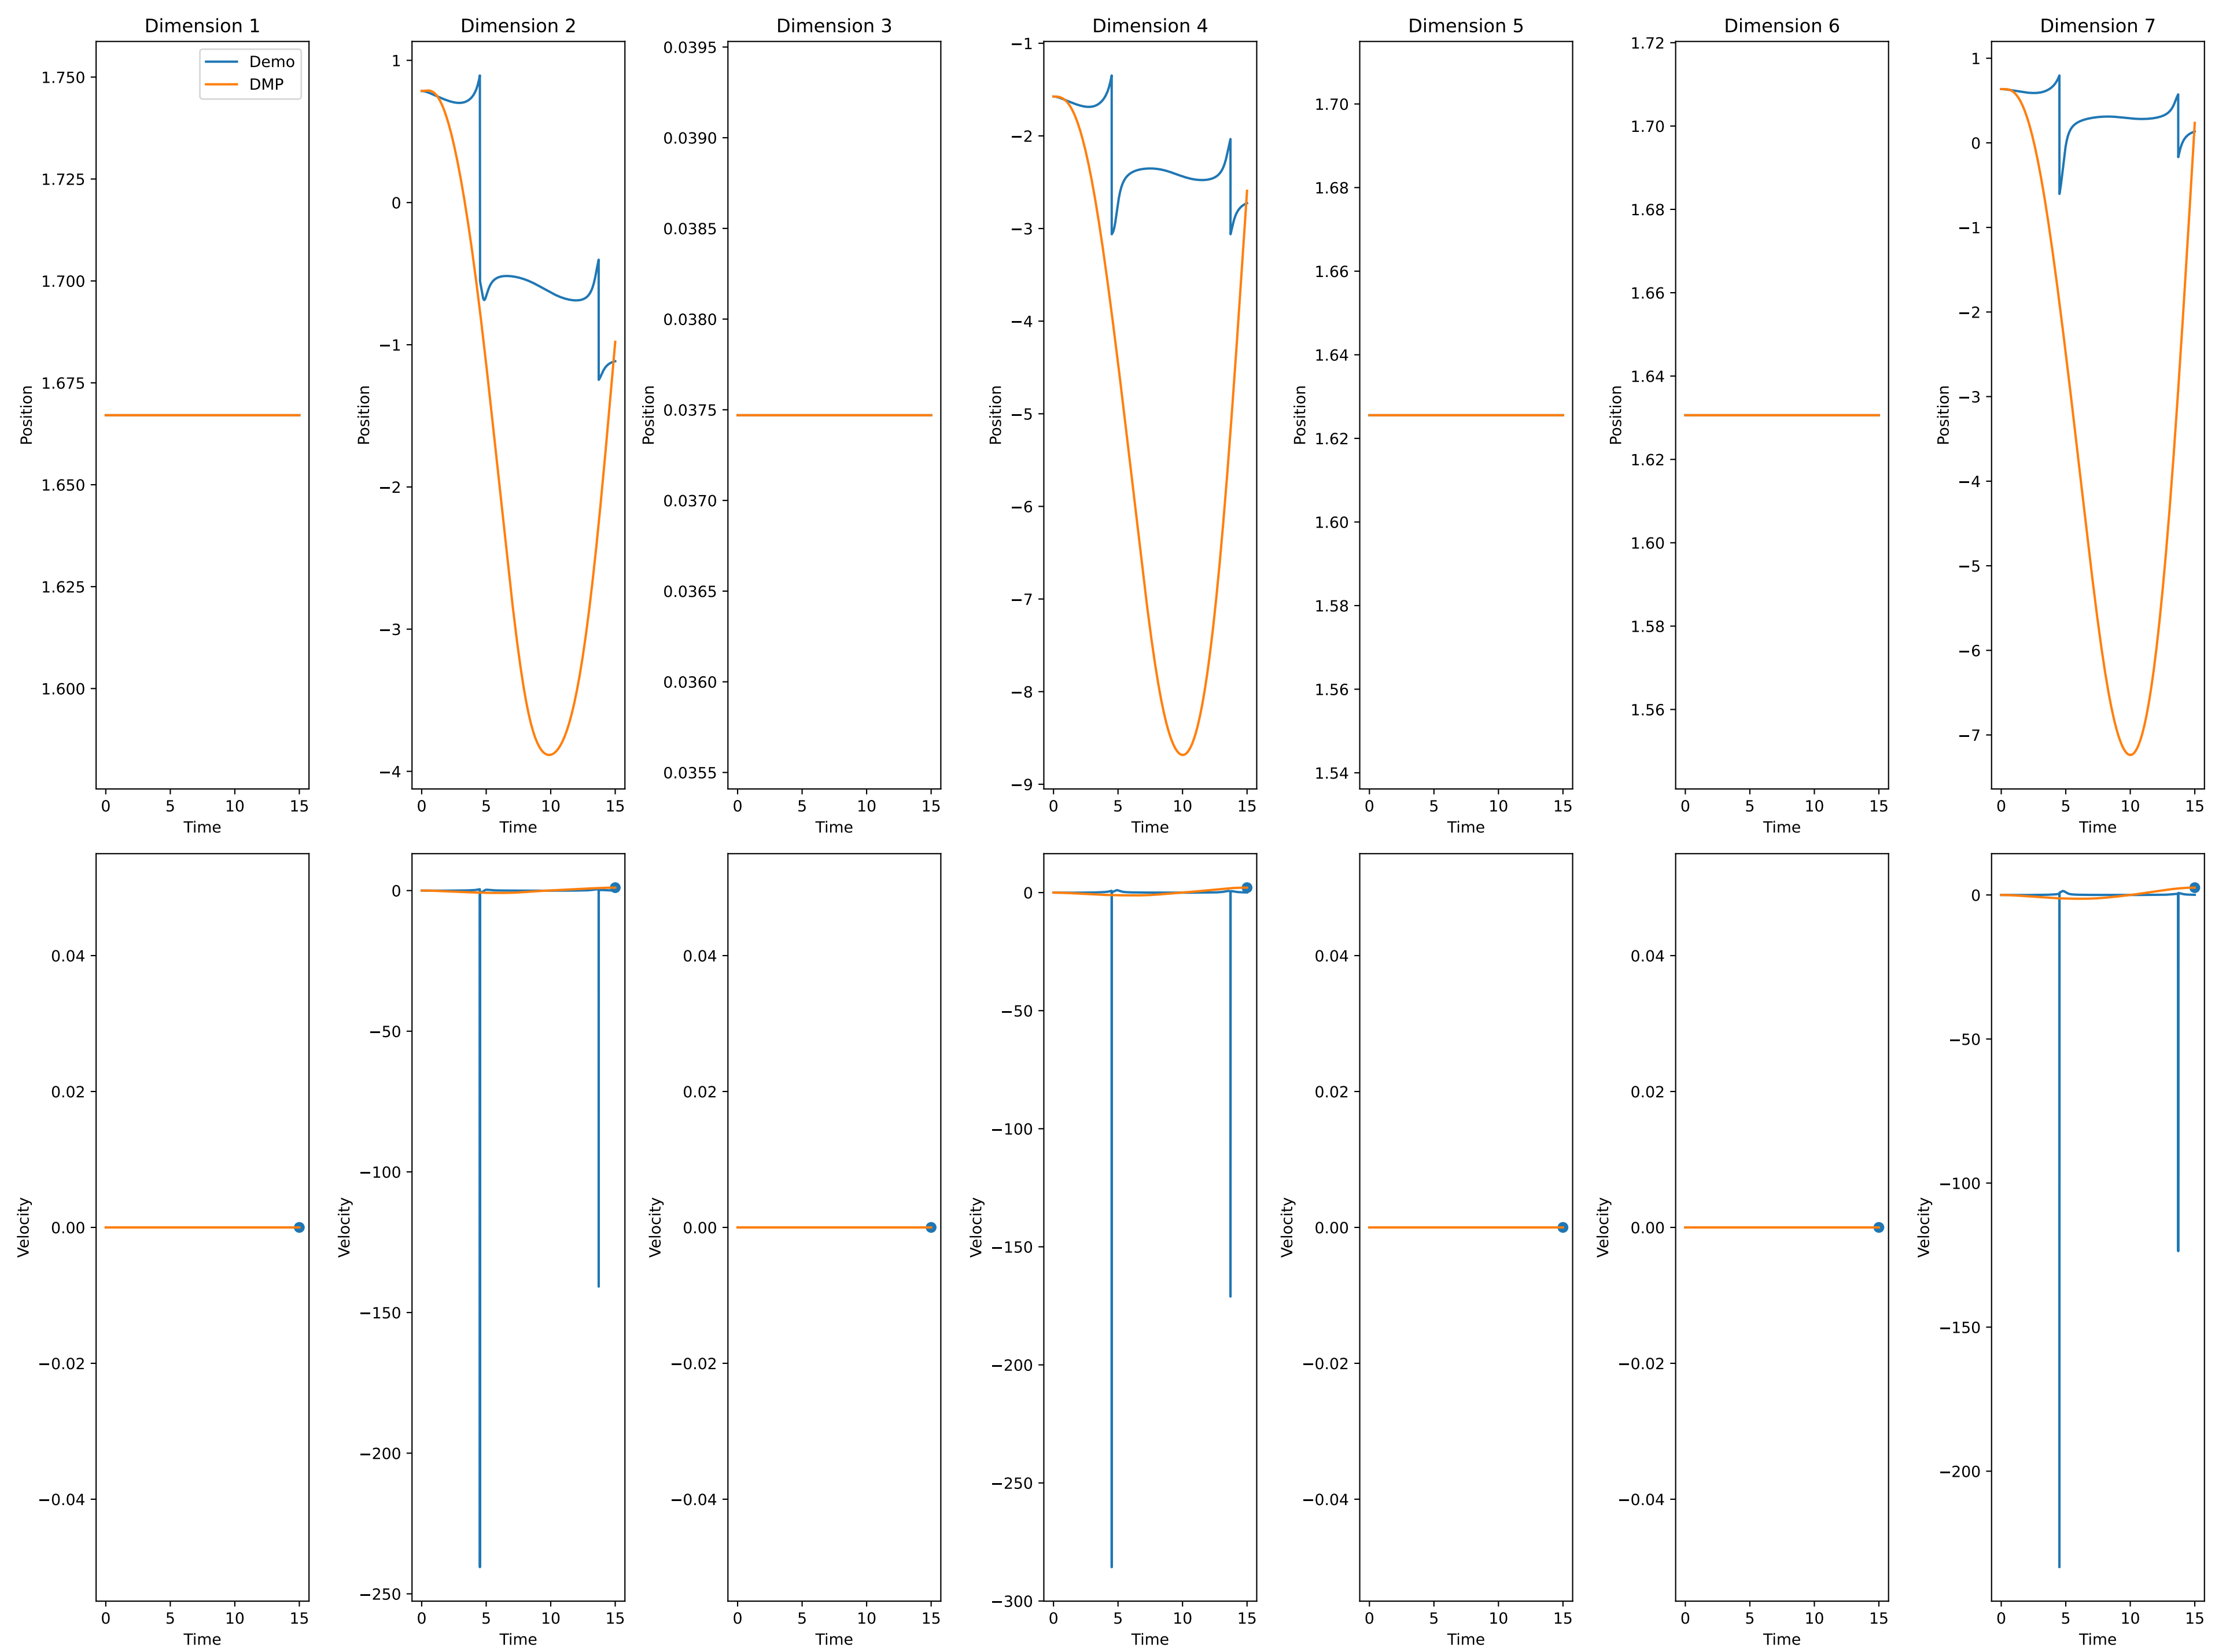 Dimension 1
Dimension 2
Dimension 3
Dimension 4
Dimension 5
Dimension 6
Dimension 7
Demo
DMP
Position
1.750
1.725
1.700
1.675
1.650
1.625
1.600
0 5 10 15
Time
Position
1
0
−1
−2
−3
−4
0 5 10 15
Time
Position
0.0395
0.0390
0.0385
0.0380
0.0375
0.0370
0.0365
0.0360
0.0355
0 5 10 15
Time
Position
−1
−2
−3
−4
−5
−6
−7
−8
−9
0 5 10 15
Time
Position
1.70
1.68
1.66
1.64
1.62
1.60
1.58
1.56
1.54
0 5 10 15
Time
Position
1.72
1.70
1.68
1.66
1.64
1.62
1.60
1.58
1.56
0 5 10 15
Time
Position
1
0
−1
−2
−3
−4
−5
−6
−7
0 5 10 15
Time
Velocity
0.04
0.02
0.00
−0.02
−0.04
0 5 10 15
Time
Velocity
0
−50
−100
−150
−200
−250
0 5 10 15
Time
Velocity
0.04
0.02
0.00
−0.02
−0.04
0 5 10 15
Time
Velocity
0
−50
−100
−150
−200
−250
−300
0 5 10 15
Time
Velocity
0.04
0.02
0.00
−0.02
−0.04
0 5 10 15
Time
Velocity
0.04
0.02
0.00
−0.02
−0.04
0 5 10 15
Time
Velocity
0
−50
−100
−150
−200
0 5 10 15
Time